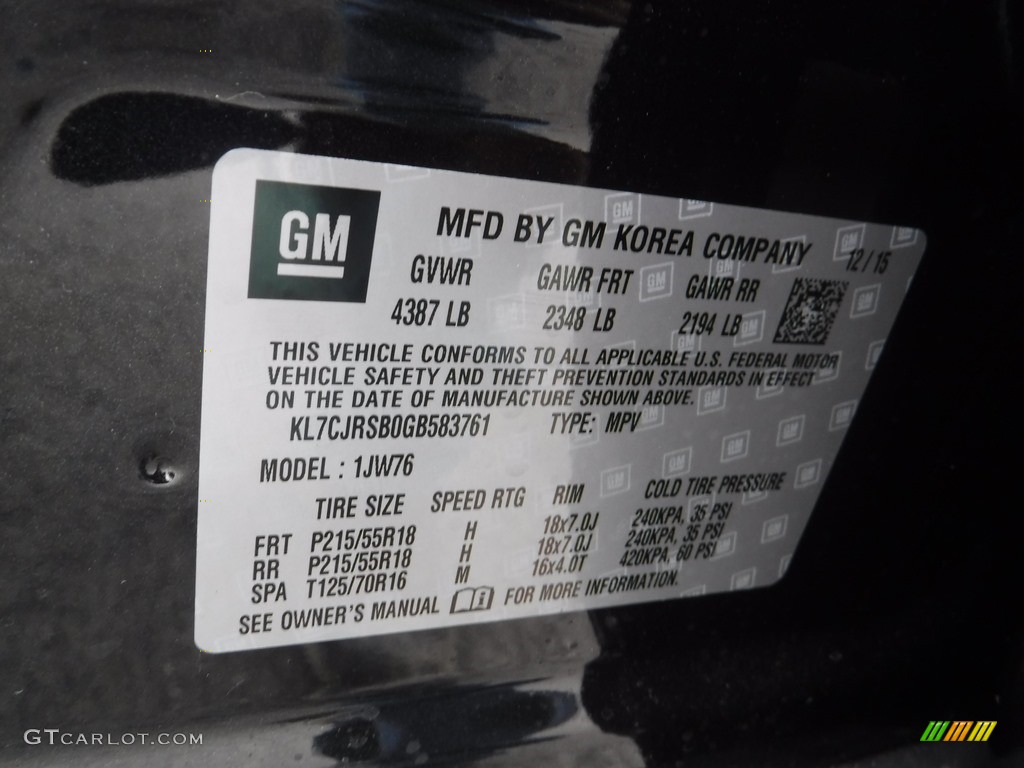 GM
MFD BY GM KOREA COMPANY 12/15
GVWR GAWR FRT GAWR RR
4387 LB 2348 LB 2194 LB
THIS VEHICLE CONFORMS TO ALL APPLICABLE U.S. FEDERAL MOTOR
VEHICLE SAFETY AND THEFT PREVENTION STANDARDS IN EFFECT
ON THE DATE OF MANUFACTURE SHOWN ABOVE.
KL7CJRSB0GB583761 TYPE: MPV
MODEL : 1JW76
TIRE SIZE SPEED RTG RIM COLD TIRE PRESSURE
FRT P215/55R18 H 18x7.0J 240KPA, 35 PSI
RR P215/55R18 H 18x7.0J 240KPA, 35 PSI
SPA T125/70R16 M 16x4.0T 420KPA, 60 PSI
SEE OWNER'S MANUAL FOR MORE INFORMATION.
GTCARLOT.COM